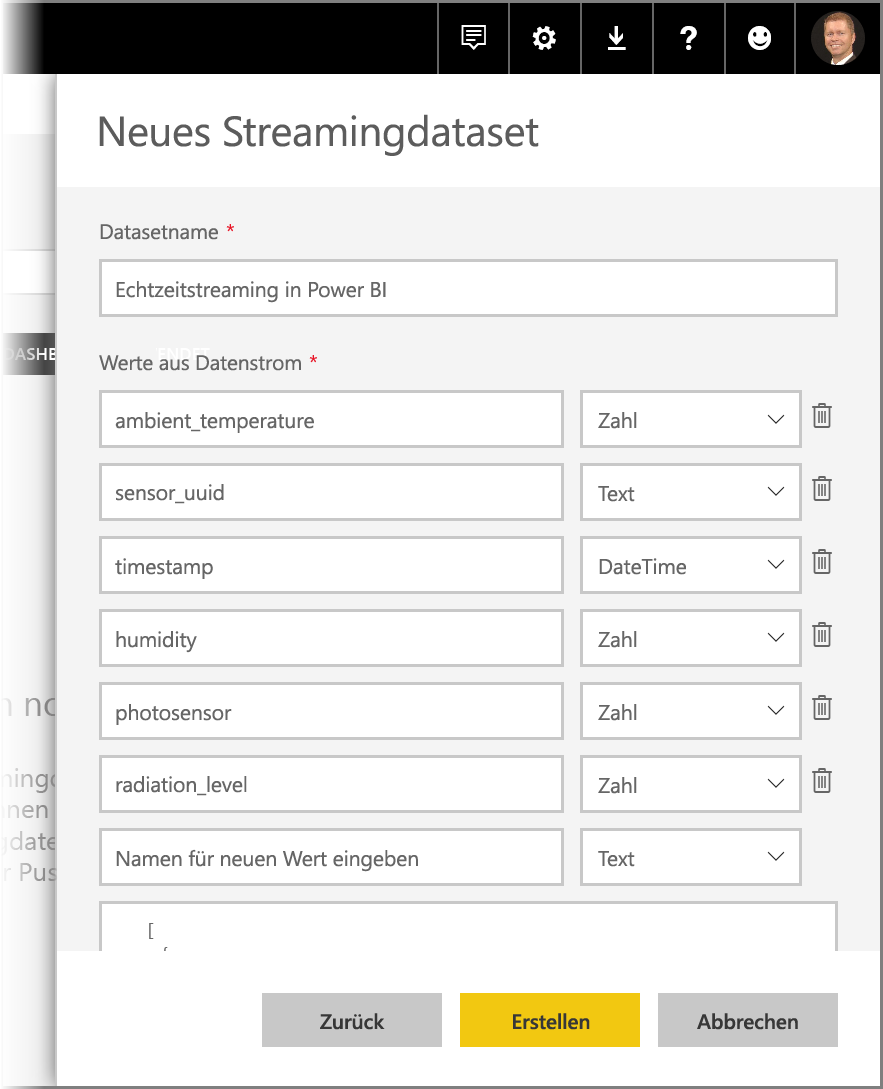 ?
Neues Streamingdataset
Datasetname *
Echtzeitstreaming in Power BI
DASHB
Werte aus Datenstrom *
ambient_temperature Zahl
sensor_uuid Text
timestamp DateTime
humidity Zahl
photosensor Zahl
radiation_level Zahl
Namen für neuen Wert eingeben Text
[
Zurück Erstellen Abbrechen